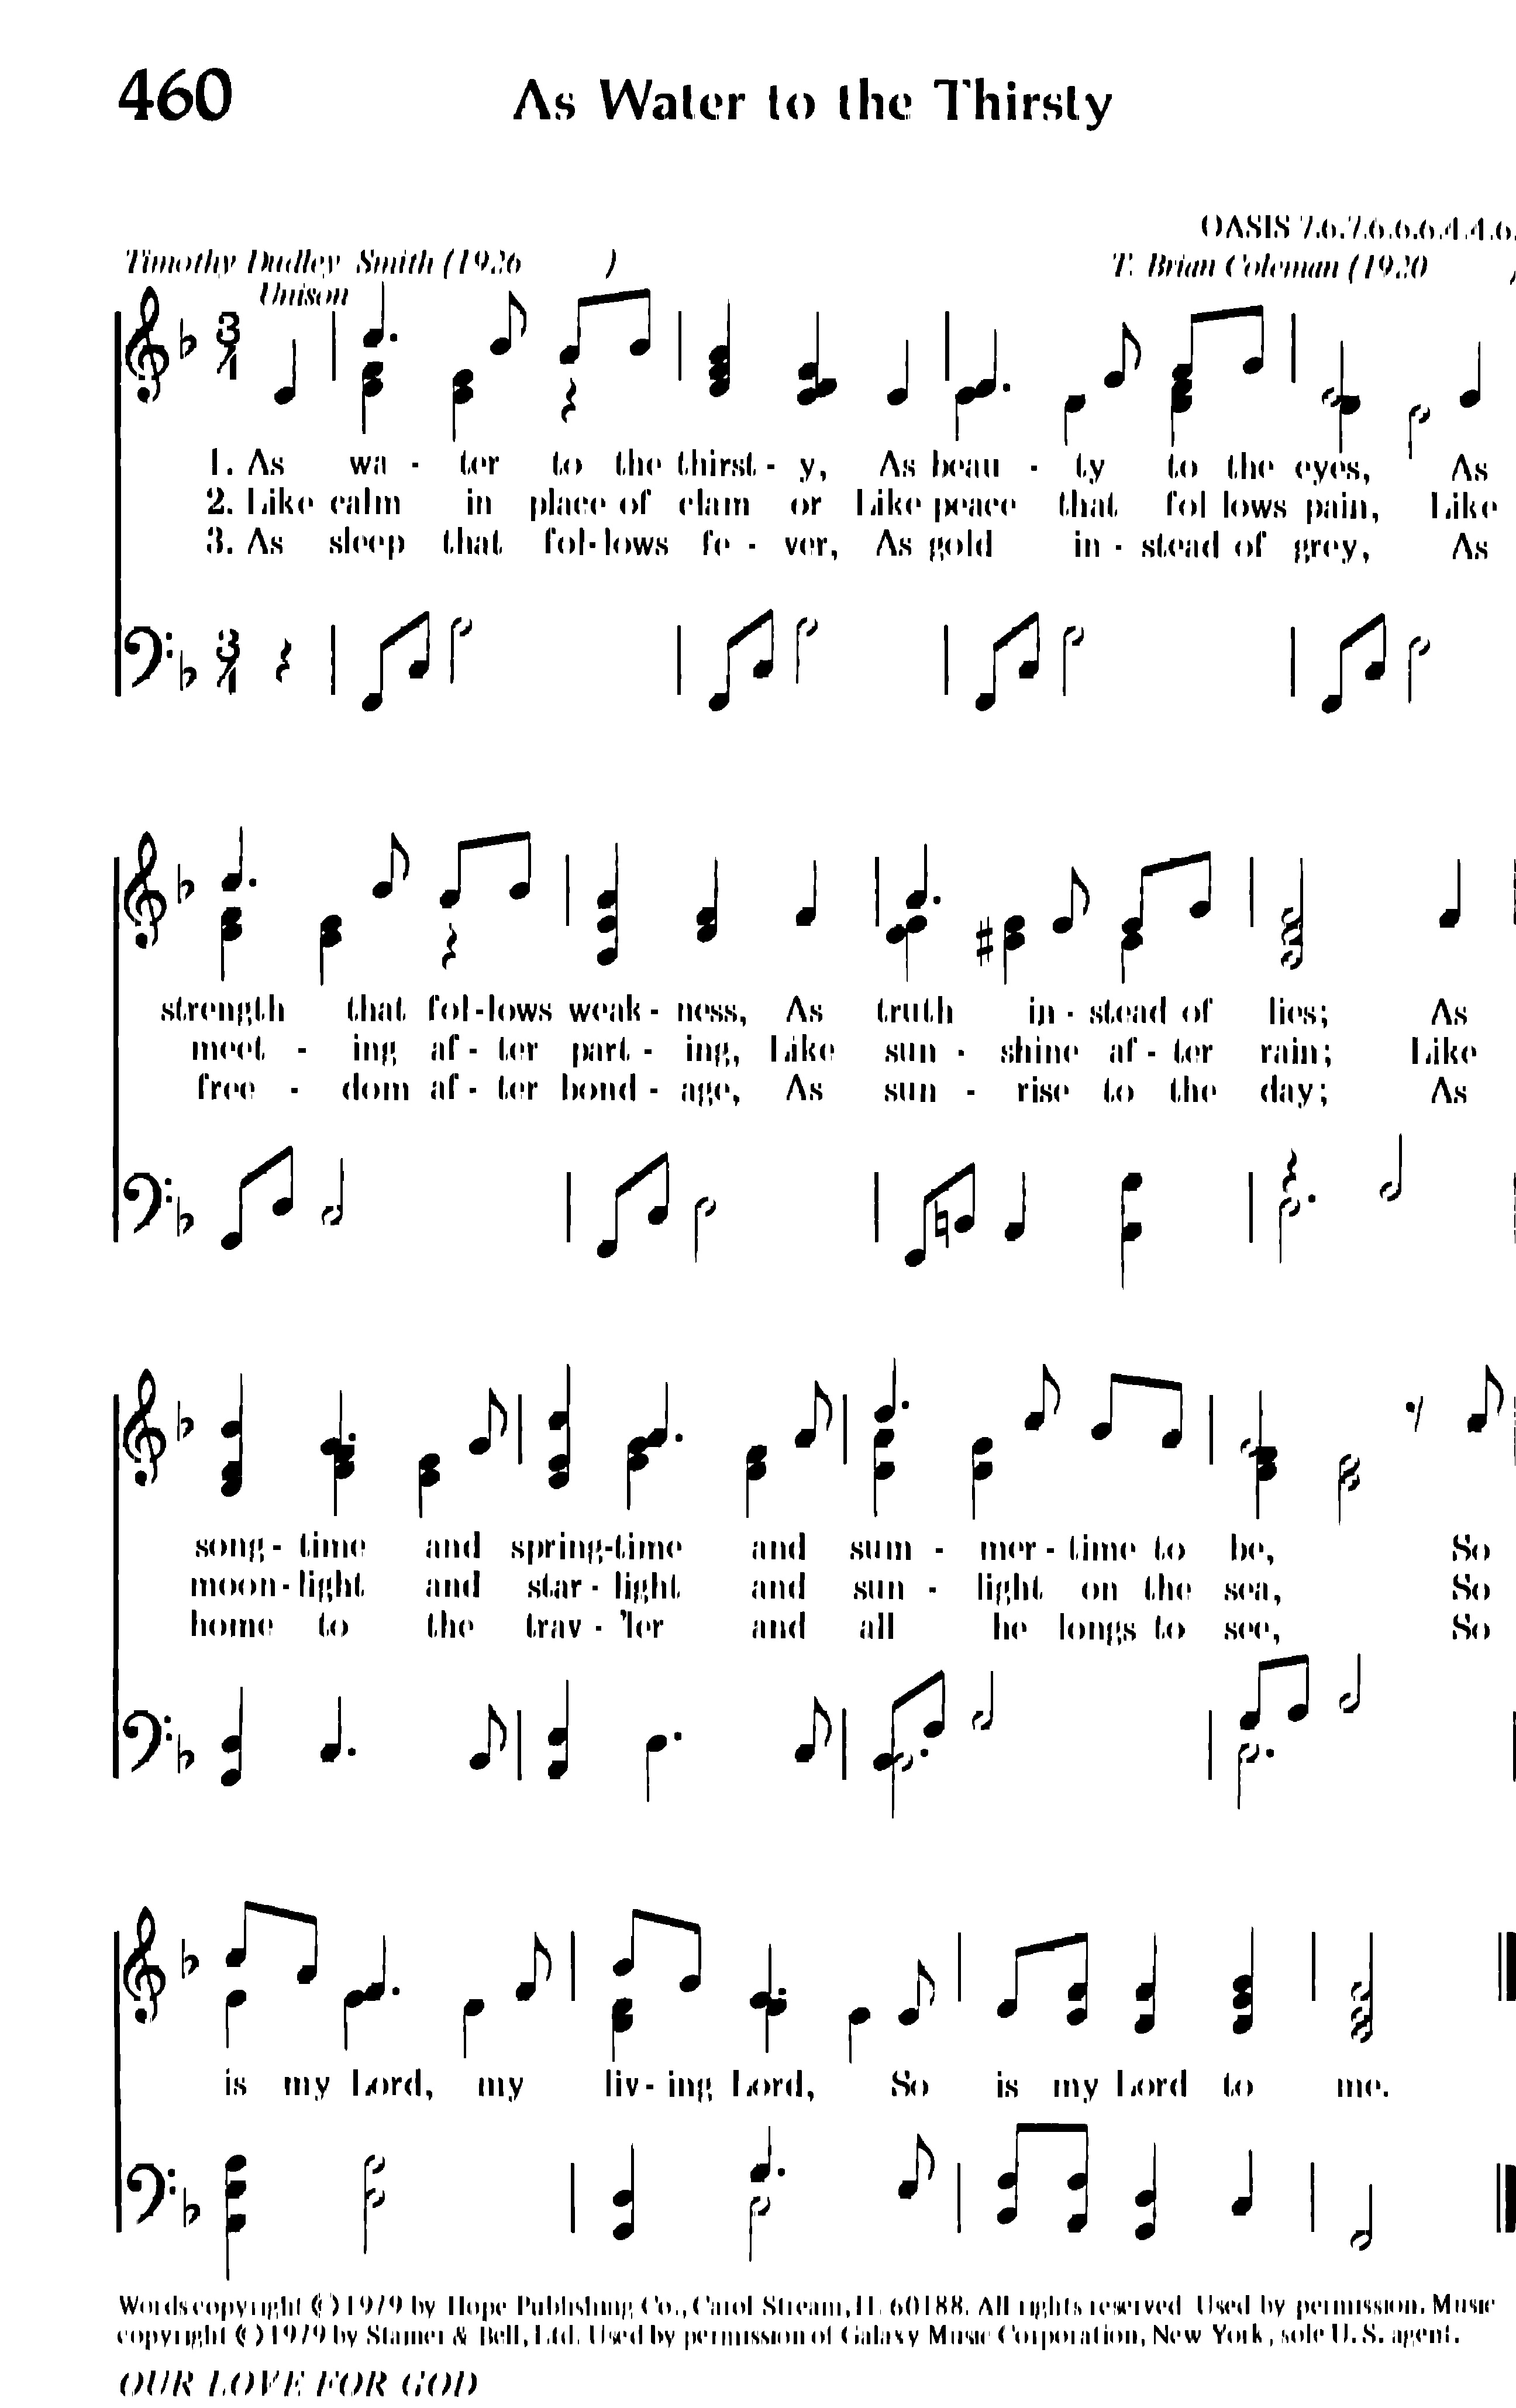 460 As Water to the Thirsty
OASIS 7.6.7.6.6.6.4.4.6.
Timothy Dudley Smith (1926 ) T. Brian Coleman (1920
Unison
1. As wa - ter to the thirst - y, As beau - ty to the eyes, As
2. Like calm in place of clam or Like peace that fol lows pain, Like
3. As sleep that fol-lows fe - ver, As gold in - stead of grey, As
strength that fol-lows weak - ness, As truth in - stead of lies; As
meet - ing af - ter part - ing, Like sun - shine af - ter rain; Like
free - dom af - ter bond - age, As sun - rise to the day; As
song - time and spring-time and sum - mer - time to be, So
moon - light and star - light and sun - light on the sea, So
home to the trav - 'ler and all he longs to see, So
is my Lord, my liv - ing Lord, So is my Lord to me.
Words copyright © 1979 by Hope Publishing Co., Carol Stream, IL 60188. All rights reserved Used by permission. Music
copyright © 1979 by Stainer & Bell, Ltd. Used by permission of Galaxy Music Corporation, New York, sole U.S. agent.
OUR LOVE FOR GOD